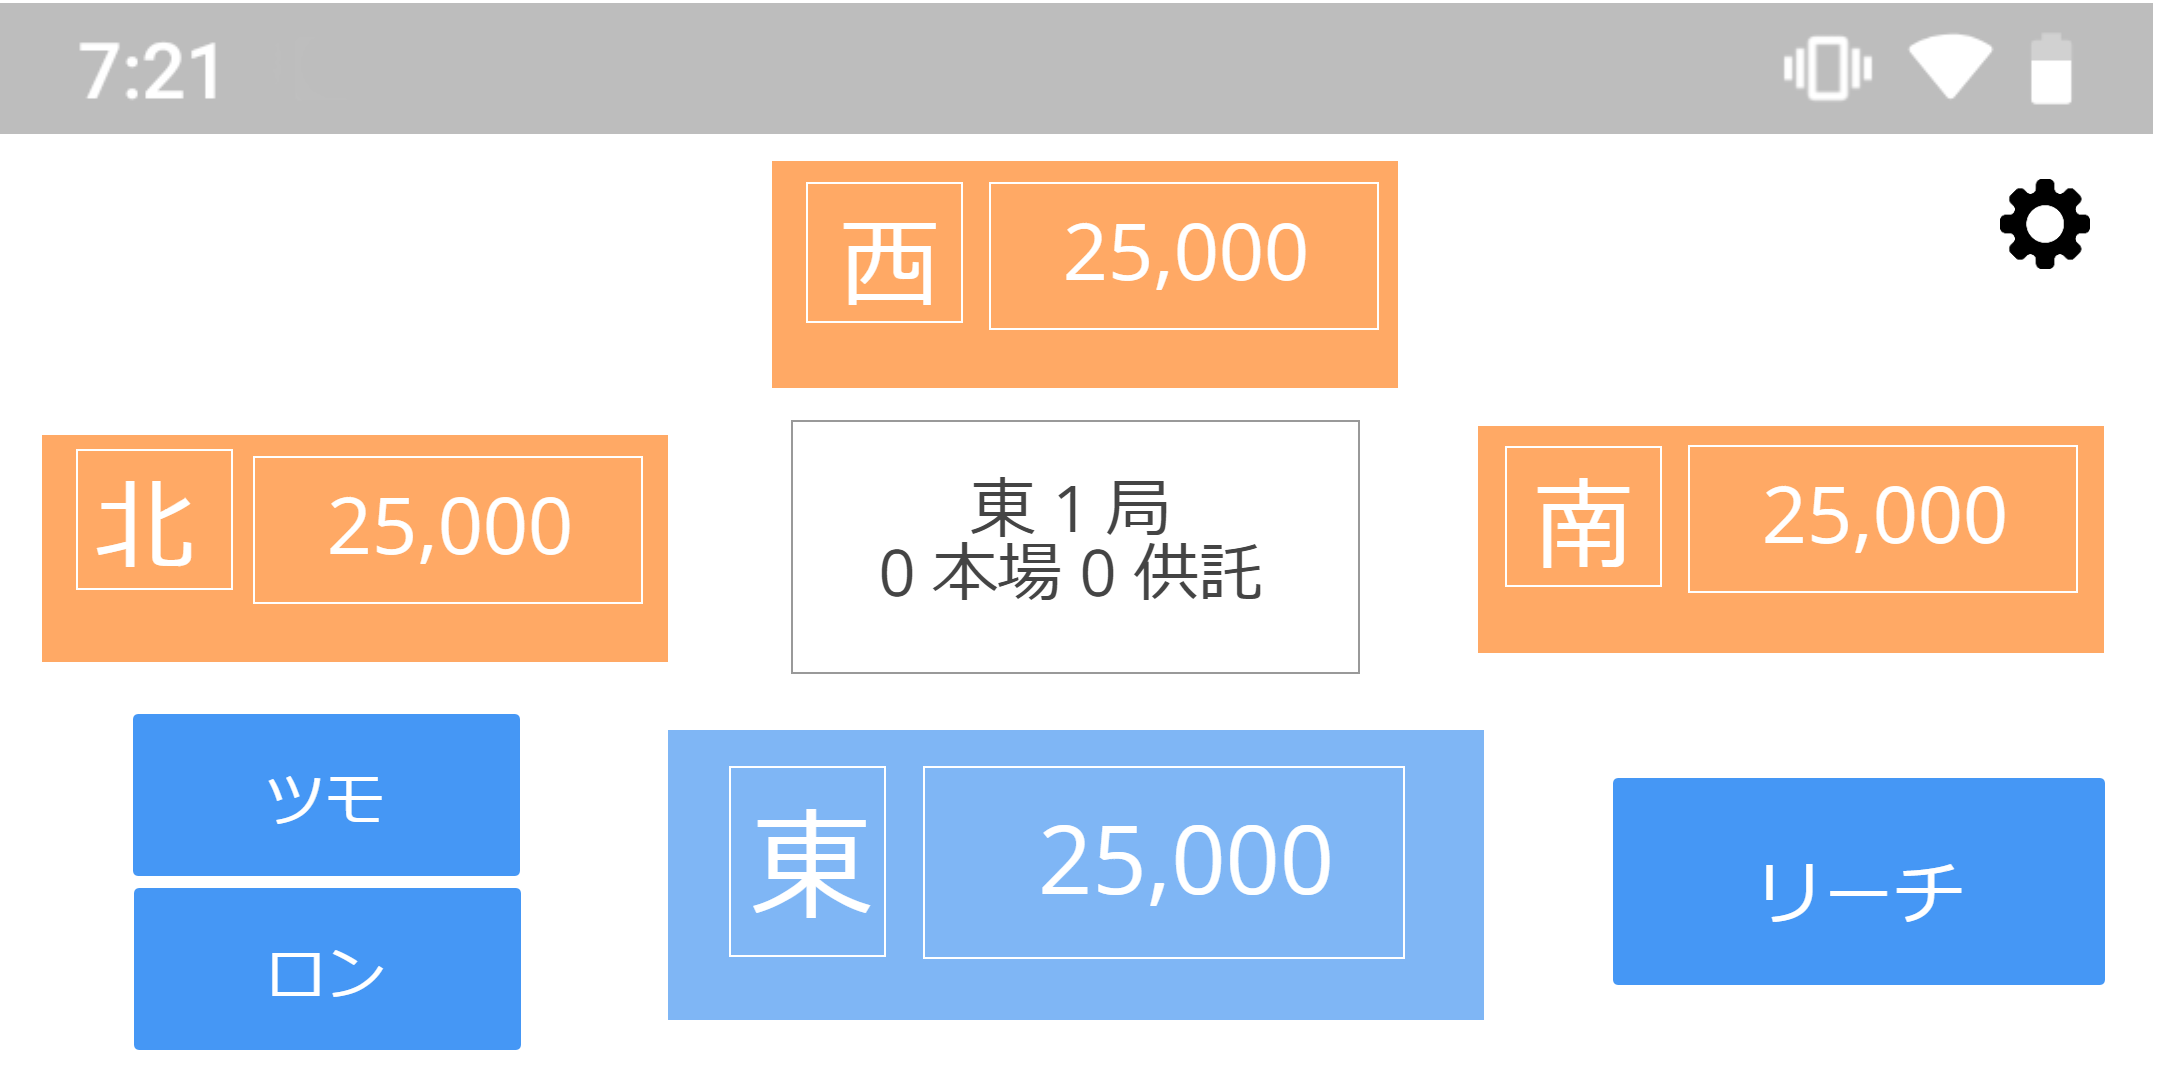 7:21
西 25,000
北 25,000
東 1 局
0 本場 0 供託
南 25,000
ツモ
ロン
東 25,000
リーチ